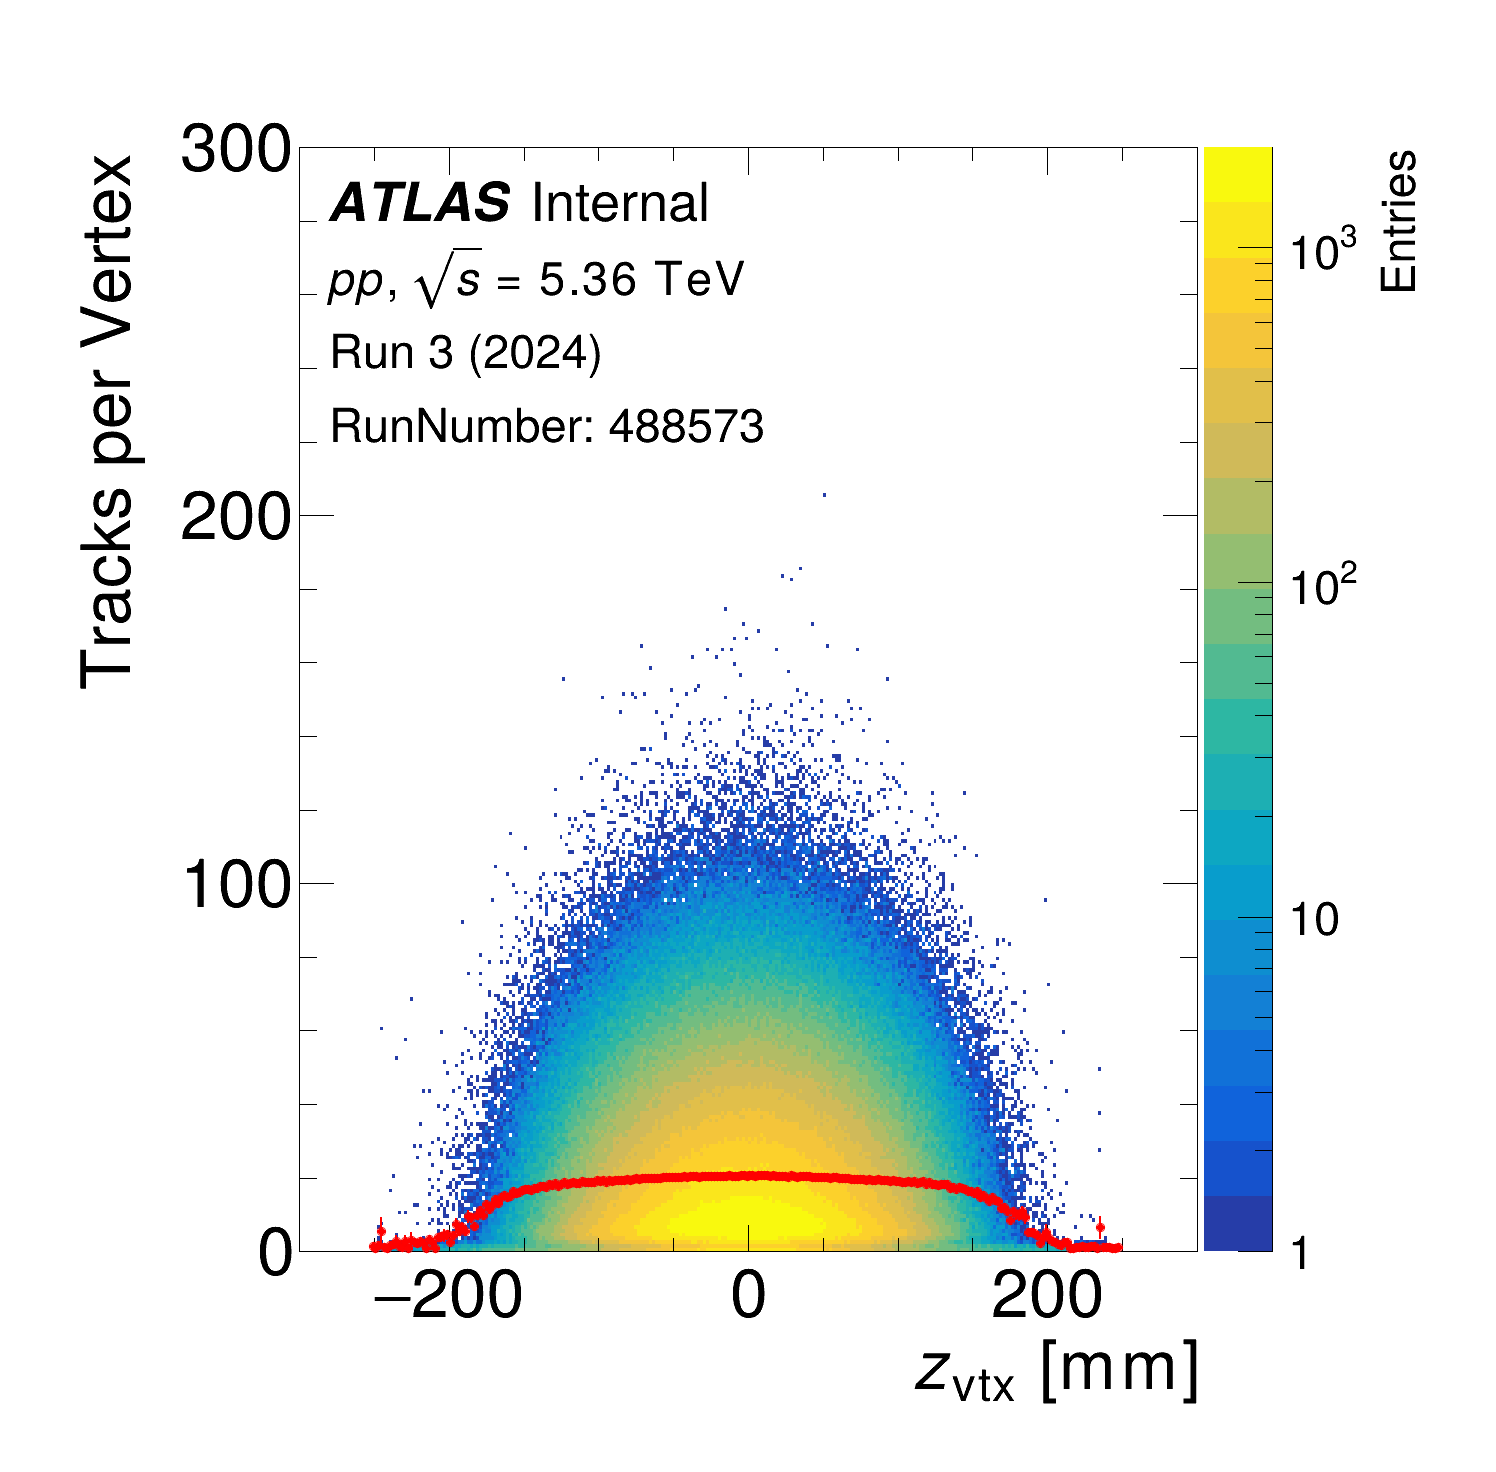 300
200
100
0
Tracks per Vertex
ATLAS Internal
pp, √s = 5.36 TeV
Run 3 (2024)
RunNumber: 488573
−200 0 200
z_vtx [mm]
Entries
10³
10²
10
1